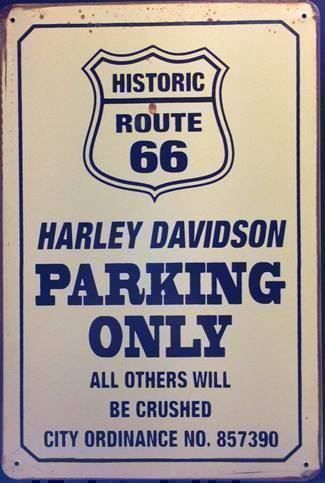 HISTORIC
ROUTE
66
HARLEY DAVIDSON
PARKING
ONLY
ALL OTHERS WILL
BE CRUSHED
CITY ORDINANCE NO. 857390